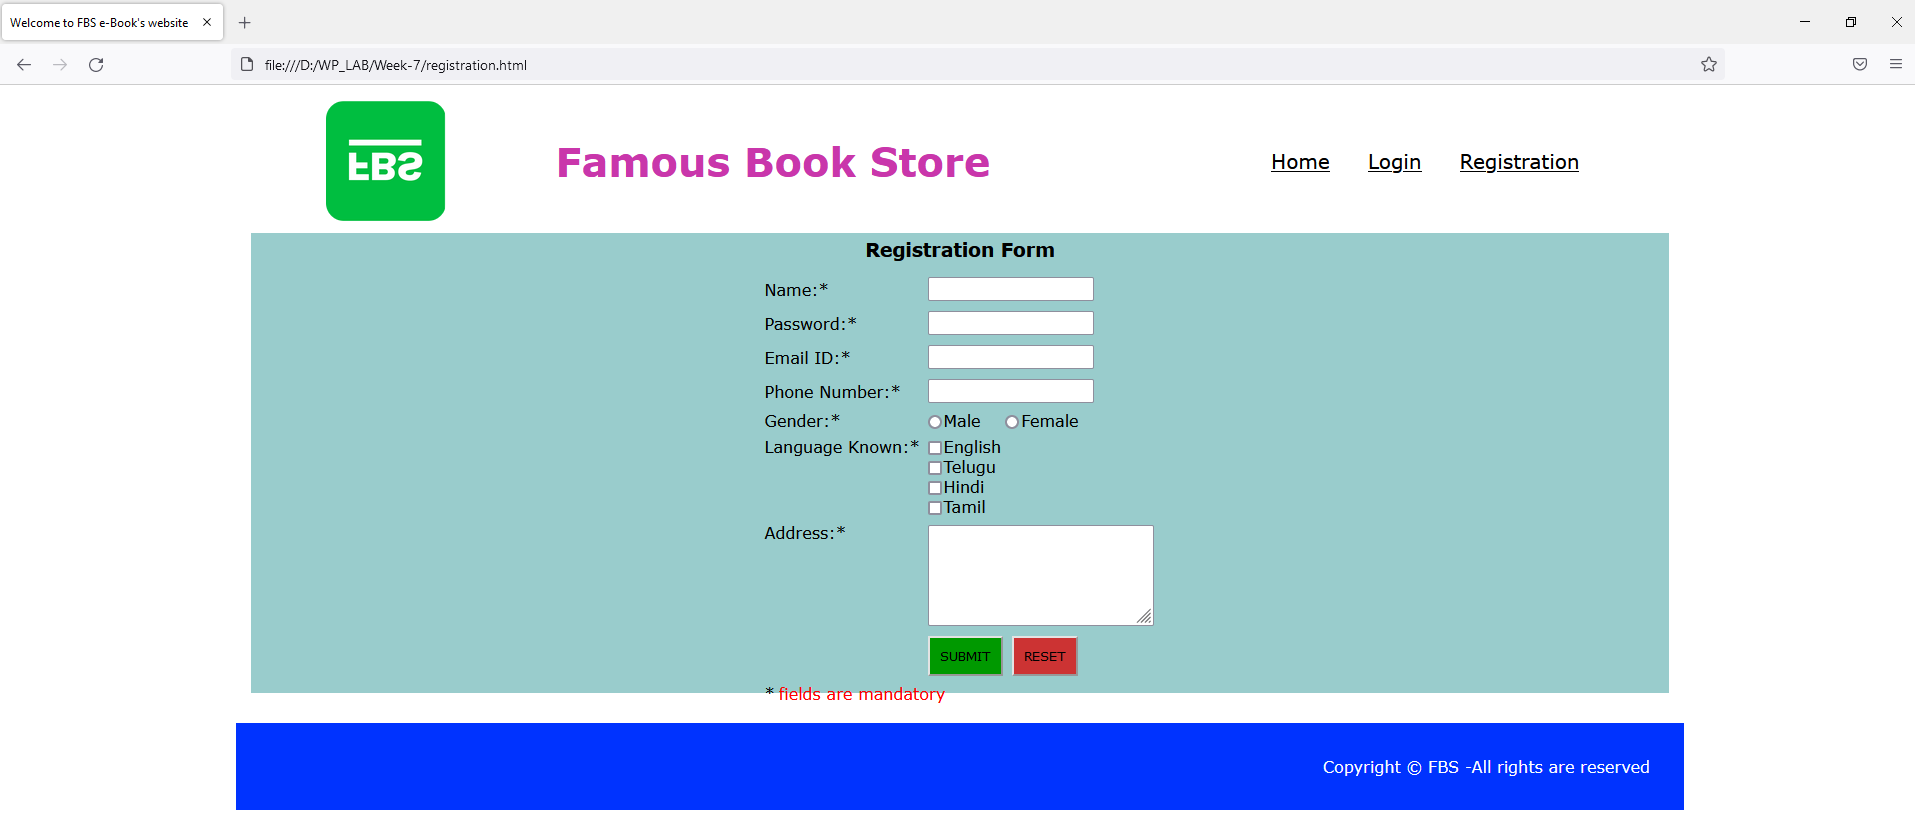 Welcome to FBS e-Book's website
file:///D:/WP_LAB/Week-7/registration.html
FBS
Famous Book Store
Home Login Registration
Registration Form
Name:*
Password:*
Email ID:*
Phone Number:*
Gender:* Male Female
Language Known:* English
Telugu
Hindi
Tamil
Address:*
SUBMIT RESET
* fields are mandatory
Copyright © FBS -All rights are reserved